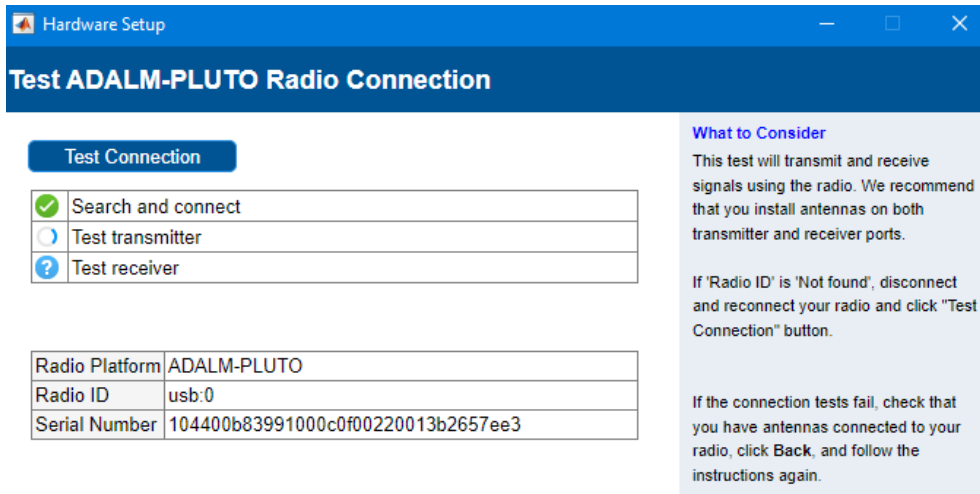 Hardware Setup
Test ADALM-PLUTO Radio Connection
Test Connection
Search and connect
Test transmitter
? Test receiver
Radio Platform ADALM-PLUTO
Radio ID usb:0
Serial Number 104400b83991000c0f00220013b2657ee3
What to Consider
This test will transmit and receive
signals using the radio. We recommend
that you install antennas on both
transmitter and receiver ports.
If 'Radio ID' is 'Not found', disconnect
and reconnect your radio and click "Test
Connection" button.
If the connection tests fail, check that
you have antennas connected to your
radio, click Back, and follow the
instructions again.